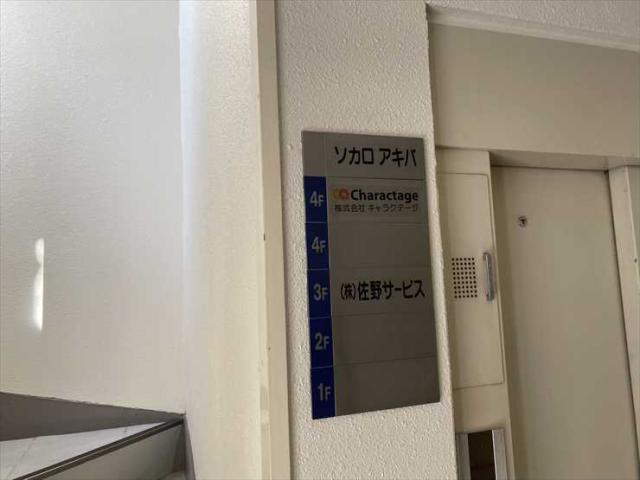 ソカロ アキバ
4F Charactage
株式会社 キャラクテージ
4F
3F (株)佐野サービス
2F
1F